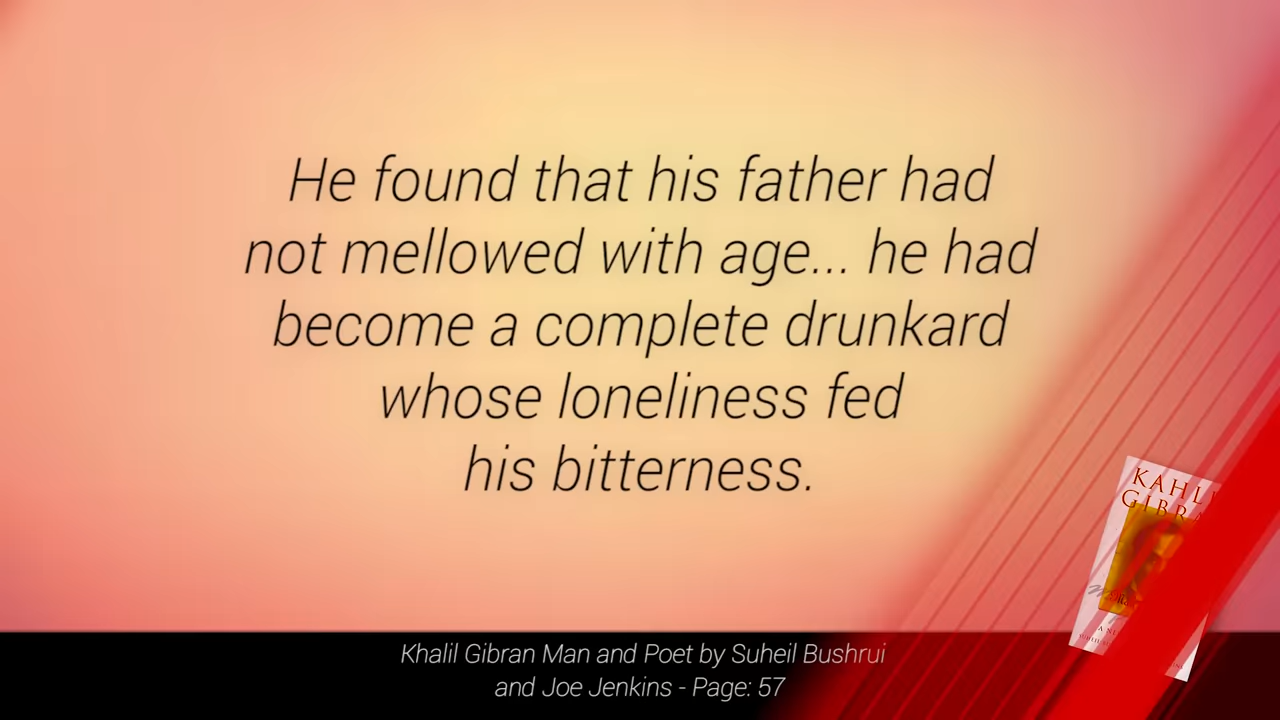 He found that his father had
not mellowed with age... he had
become a complete drunkard
whose loneliness fed
his bitterness.
Khalil Gibran Man and Poet by Suheil Bushrui
and Joe Jenkins - Page: 57